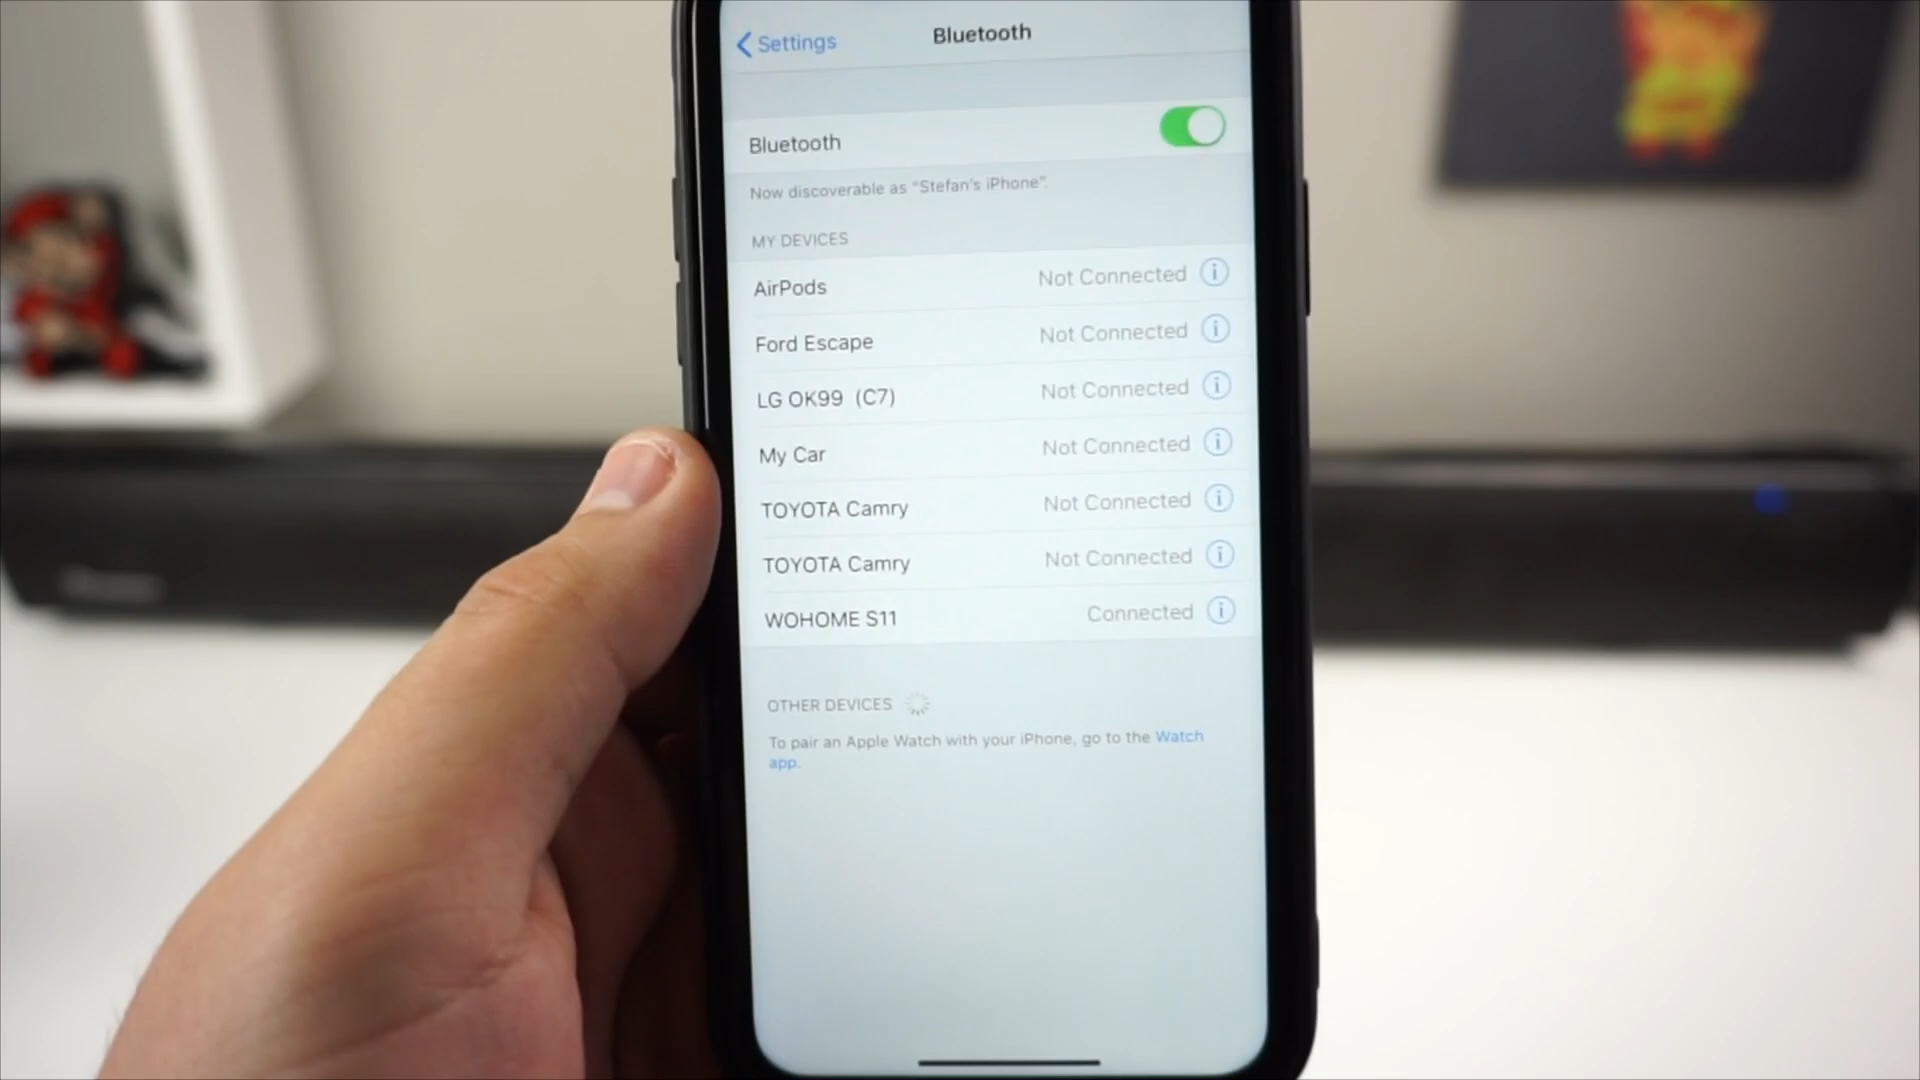 Settings
Bluetooth
Bluetooth
Now discoverable as “Stefan's iPhone”.
MY DEVICES
AirPods Not Connected
Ford Escape Not Connected
LG OK99 (C7) Not Connected
My Car Not Connected
TOYOTA Camry Not Connected
TOYOTA Camry Not Connected
WOHOME S11 Connected
OTHER DEVICES
To pair an Apple Watch with your iPhone, go to the Watch
app.